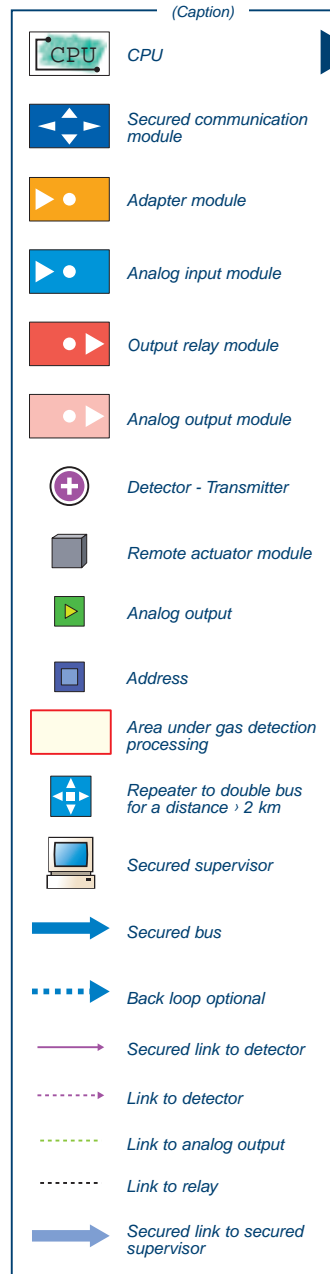 (Caption)
CPU
CPU
Secured communication
module
Adapter module
Analog input module
Output relay module
Analog output module
Detector - Transmitter
Remote actuator module
Analog output
Address
Area under gas detection
processing
Repeater to double bus
for a distance › 2 km
Secured supervisor
Secured bus
Back loop optional
Secured link to detector
Link to detector
Link to analog output
Link to relay
Secured link to secured
supervisor